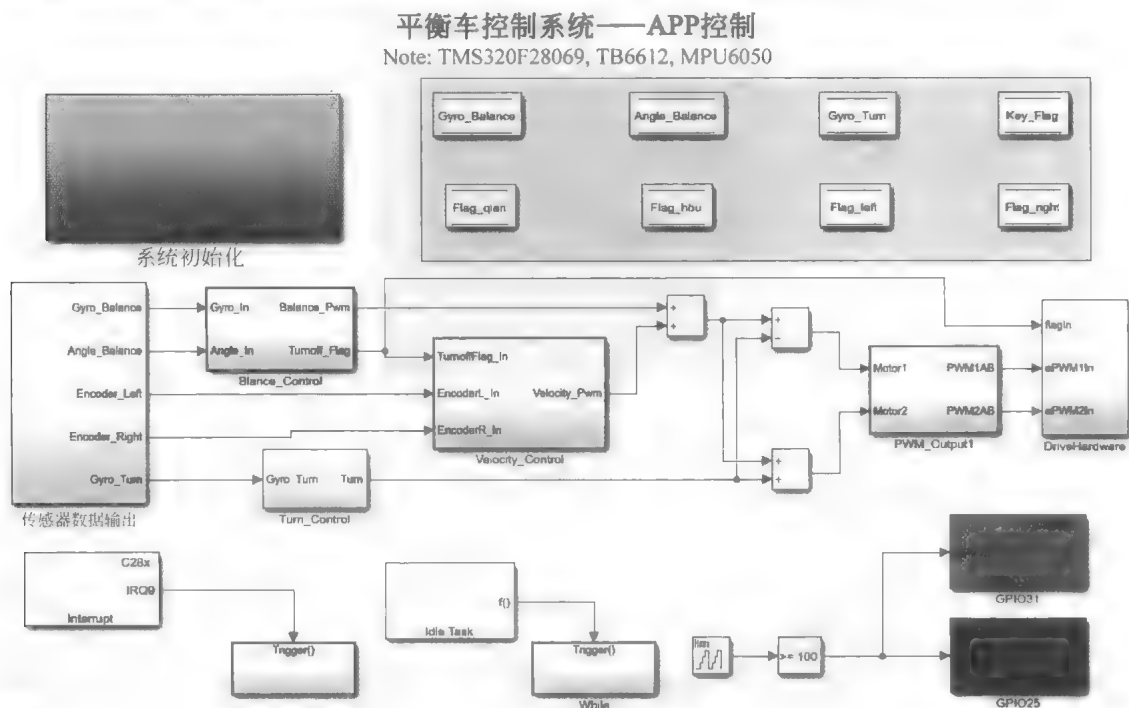 平衡车控制系统——APP控制
Note: TMS320F28069, TB6612, MPU6050
Gyro_Balance
Angle_Balance
Gyro_Turn
Key_Flag
Flag_qian
Flag_hou
Flag_left
Flag_right
系统初始化
Gyro_Balance
Angle_Balance
Encoder_Left
Encoder_Right
Gyro_Turn
传感器数据输出
Gyro_In
Balance_Pwm
Angle_In
Turnoff_Flag
Blance_Control
TurnoffFlag_In
EncoderL_In
Velocity_Pwm
EncoderR_In
Velocity_Control
Gyro Turn
Turn
Turn_Control
+
+
+
−
+
+
Motor1
PWM1AB
Motor2
PWM2AB
PWM_Output1
flagIn
ePWM1In
ePWM2In
DriveHardware
C28x
IRQ9
Interrupt
Trigger()
f()
Idle Task
Trigger()
While
>= 100
GPIO31
GPIO25